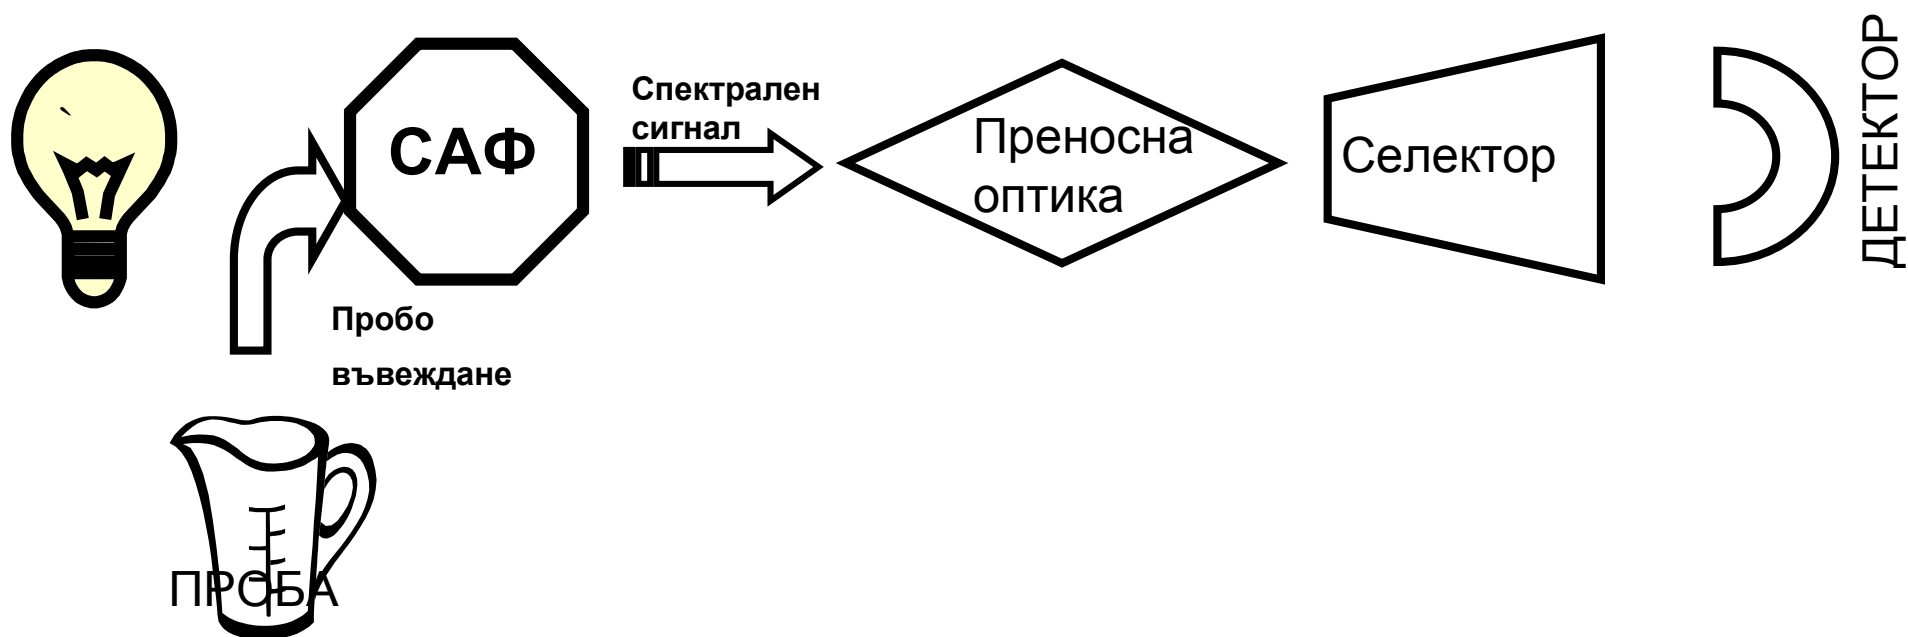 САФ
Спектрален
сигнал
Преносна
оптика
Селектор
ДЕТЕКТОР
Пробо
въвеждане
ПРОБА